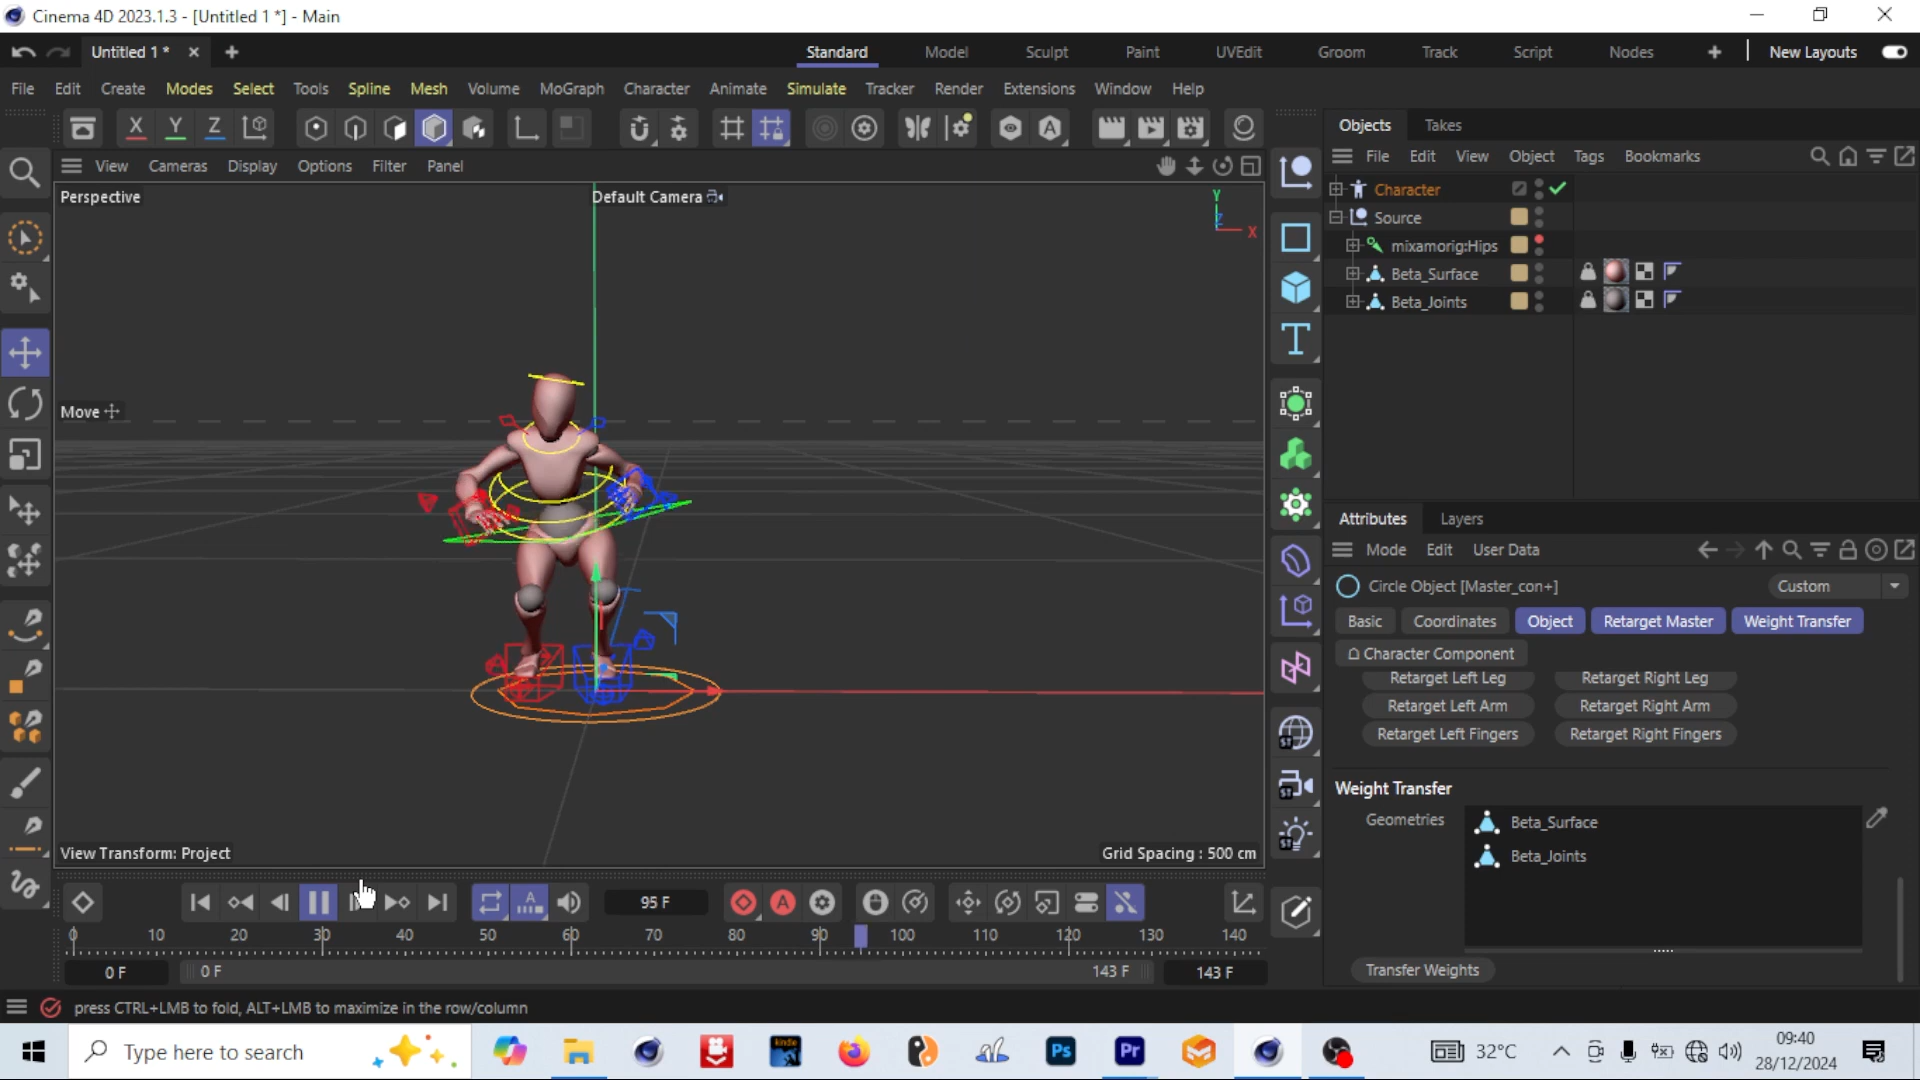 Cinema 4D 2023.1.3 - [Untitled 1 *] - Main
Untitled 1 *
Standard Model Sculpt Paint UVEdit Groom Track Script Nodes New Layouts
File Edit Create Modes Select Tools Spline Mesh Volume MoGraph Character Animate Simulate Tracker Render Extensions Window Help
X Y Z
Objects Takes
View Cameras Display Options Filter Panel
File Edit View Object Tags Bookmarks
Perspective
Default Camera
Y
Z
X
Character
Source
mixamorig:Hips
Beta_Surface
Beta_Joints
Move
Attributes Layers
Mode Edit User Data
Circle Object [Master_con+]
Custom
Basic Coordinates Object Retarget Master Weight Transfer
Character Component
Retarget Left Leg Retarget Right Leg
Retarget Left Arm Retarget Right Arm
Retarget Left Fingers Retarget Right Fingers
Weight Transfer
Geometries
Beta_Surface
Beta_Joints
Transfer Weights
View Transform: Project
Grid Spacing : 500 cm
95 F
0 10 20 30 40 50 60 70 80 90 100 110 120 130 140
0 F 0 F 143 F 143 F
press CTRL+LMB to fold, ALT+LMB to maximize in the row/column
Type here to search
kindle
Ps
Pr
32°C
09:40
28/12/2024